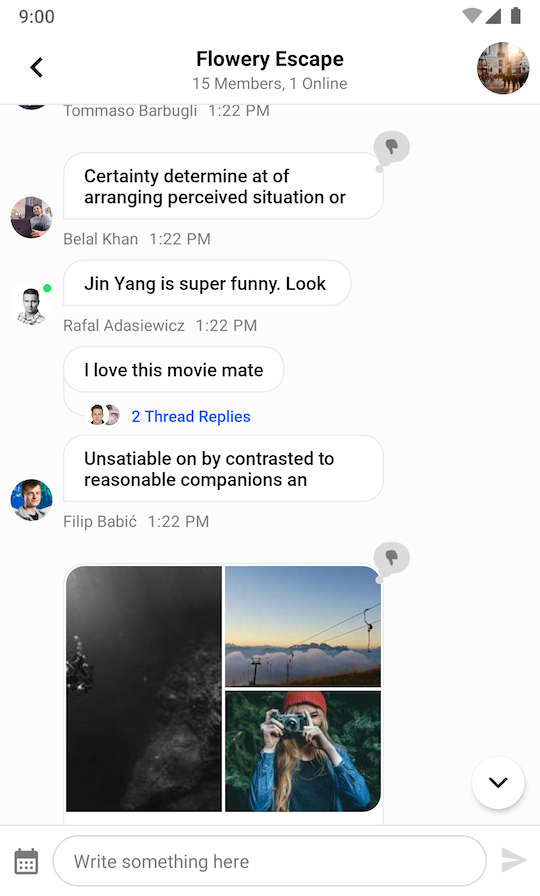 9:00
Flowery Escape
15 Members, 1 Online
Tommaso Barbugli 1:22 PM
Certainty determine at of
arranging perceived situation or
Belal Khan 1:22 PM
Jin Yang is super funny. Look
Rafal Adasiewicz 1:22 PM
I love this movie mate
2 Thread Replies
Unsatiable on by contrasted to
reasonable companions an
Filip Babić 1:22 PM
Write something here